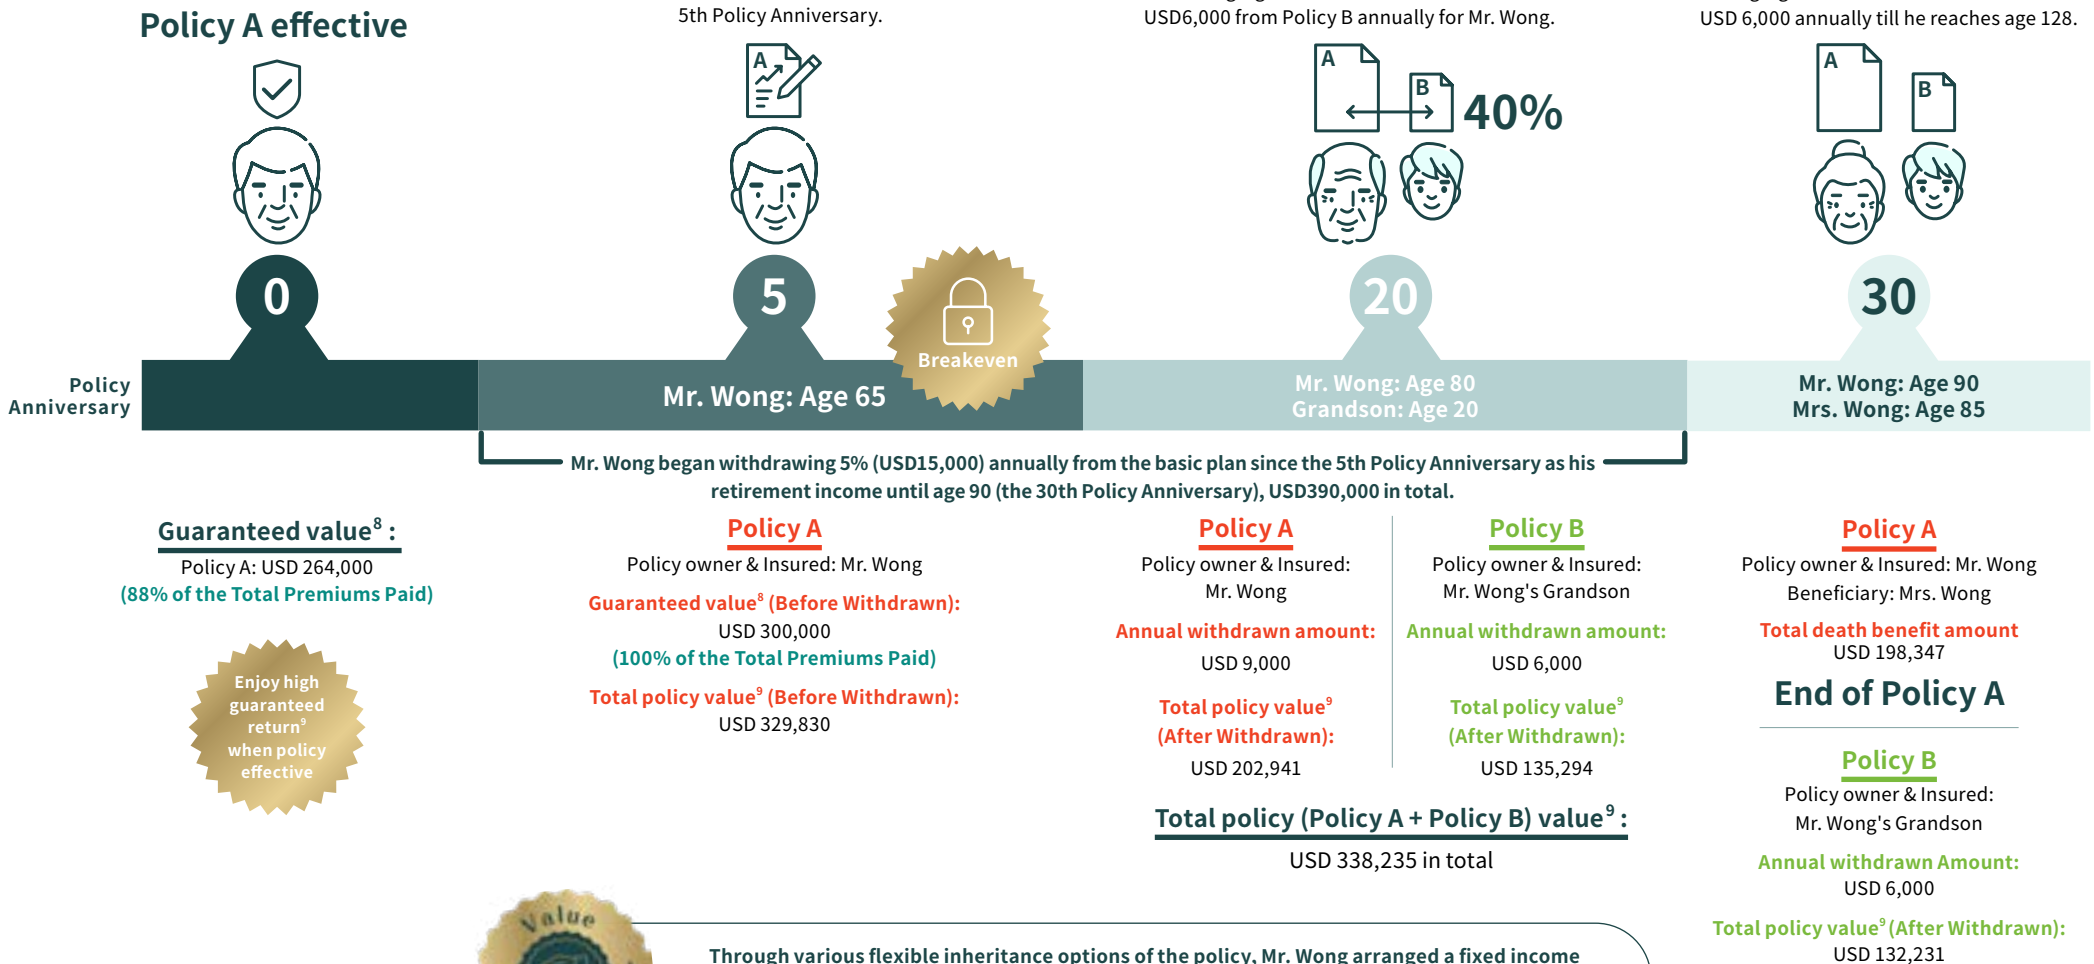 Policy A effective
5th Policy Anniversary.
USD6,000 from Policy B annually for Mr. Wong.
USD 6,000 annually till he reaches age 128.
A
A
B
40%
A
B
0
5
20
30
Breakeven
Policy
Anniversary
Mr. Wong: Age 65
Mr. Wong: Age 80
Grandson: Age 20
Mr. Wong: Age 90
Mrs. Wong: Age 85
Mr. Wong began withdrawing 5% (USD15,000) annually from the basic plan since the 5th Policy Anniversary as his
retirement income until age 90 (the 30th Policy Anniversary), USD390,000 in total.
Guaranteed value⁸ :
Policy A: USD 264,000
(88% of the Total Premiums Paid)
Enjoy high
guaranteed
return⁹
when policy
effective
Policy A
Policy owner & Insured: Mr. Wong
Guaranteed value⁸ (Before Withdrawn):
USD 300,000
(100% of the Total Premiums Paid)
Total policy value⁹ (Before Withdrawn):
USD 329,830
Policy A
Policy owner & Insured:
Mr. Wong
Annual withdrawn amount:
USD 9,000
Total policy value⁹
(After Withdrawn):
USD 202,941
Policy B
Policy owner & Insured:
Mr. Wong's Grandson
Annual withdrawn amount:
USD 6,000
Total policy value⁹
(After Withdrawn):
USD 135,294
Total policy (Policy A + Policy B) value⁹ :
USD 338,235 in total
Policy A
Policy owner & Insured: Mr. Wong
Beneficiary: Mrs. Wong
Total death benefit amount
USD 198,347
End of Policy A
Policy B
Policy owner & Insured:
Mr. Wong's Grandson
Annual withdrawn Amount:
USD 6,000
Total policy value⁹ (After Withdrawn):
USD 132,231
Value
Through various flexible inheritance options of the policy, Mr. Wong arranged a fixed income